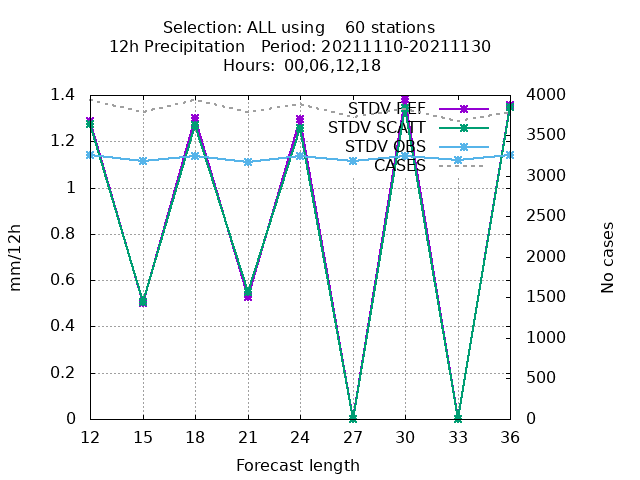 Selection: ALL using    60 stations
12h Precipitation   Period: 20211110-20211130
Hours: 00,06,12,18
1.4
1.2
1
0.8
0.6
0.4
0.2
0
mm/12h
STDV REF
STDV SCATT
STDV OBS
CASES
4000
3500
3000
2500
2000
1500
1000
500
0
No cases
12 15 18 21 24 27 30 33 36
Forecast length